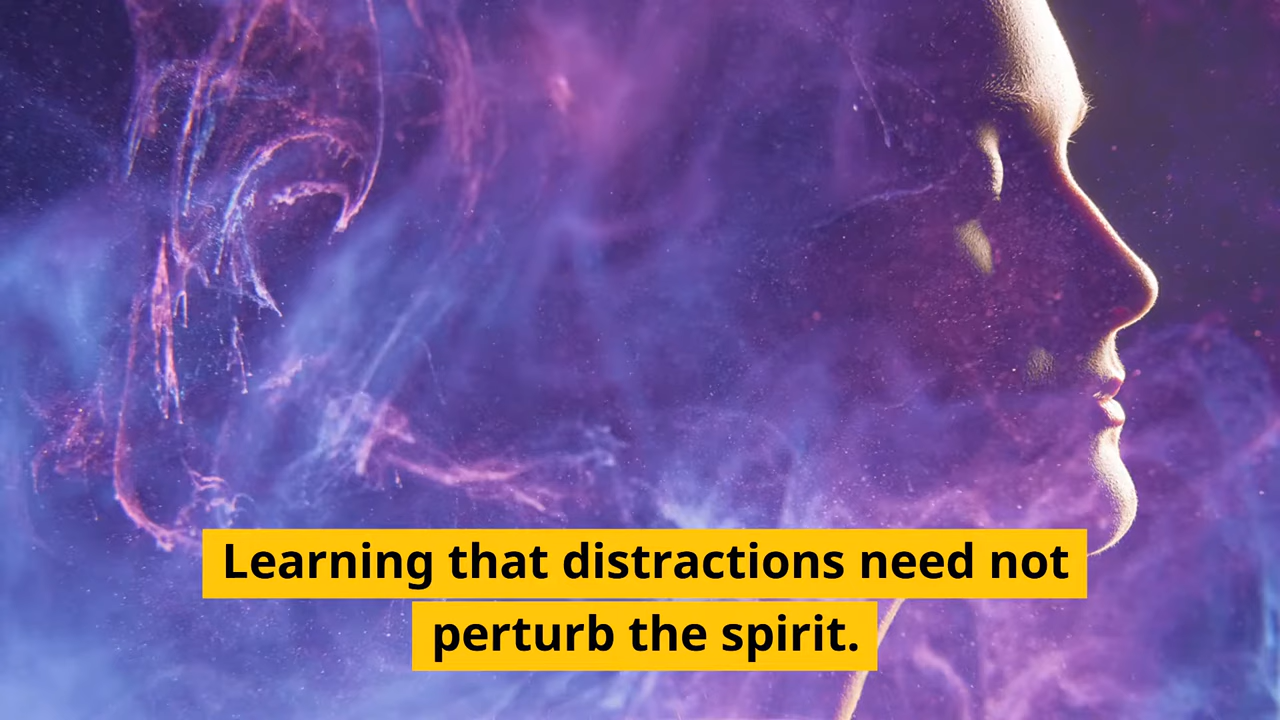 Learning that distractions need not
perturb the spirit.